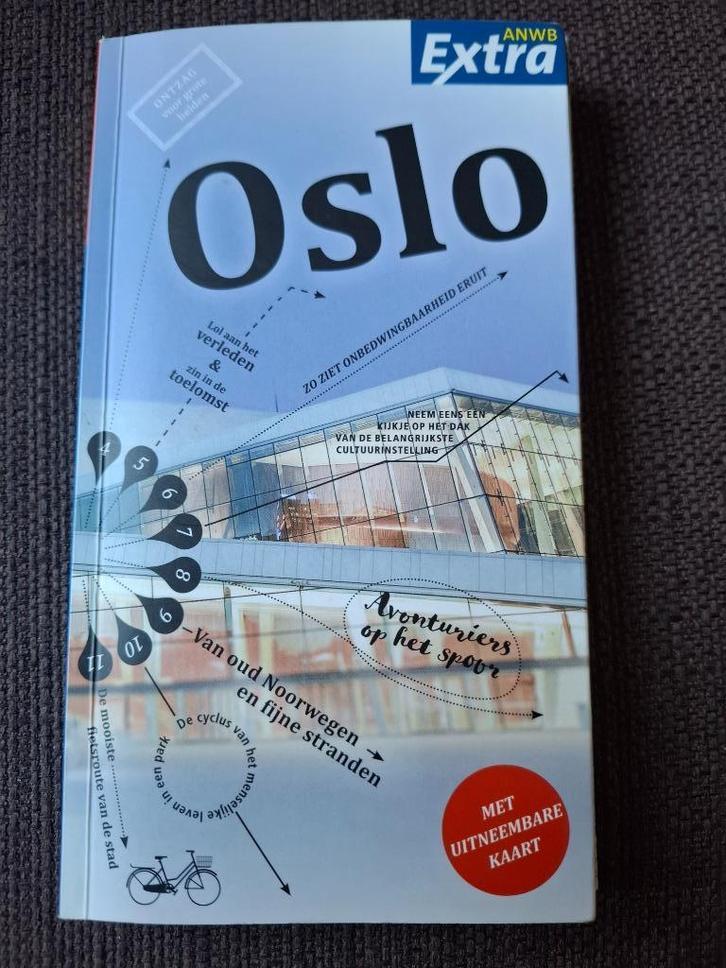 ANWB
Extra
ONTZAG
voor grote
helden
Oslo
Lol aan het
verleden
&
zin in de
toelomst
ZO ZIET ONBEDWINGBAARHEID ERUIT
NEEM EENS EEN
KIJKJE OP HET DAK
VAN DE BELANGRIJKSTE
CULTUURINSTELLING
4
5
6
7
8
9
10
11
Avonturiers
op het spoor
Van oud Noorwegen
en fijne stranden
De cyclus van het menselijke leven in een park
De mooiste
fietsroute van de stad
MET
UITNEEMBARE
KAART